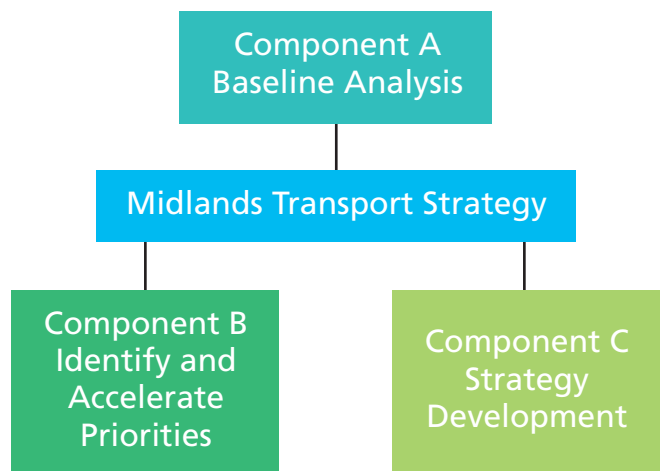 Component A
Baseline Analysis
Midlands Transport Strategy
Component B
Identify and
Accelerate
Priorities
Component C
Strategy
Development